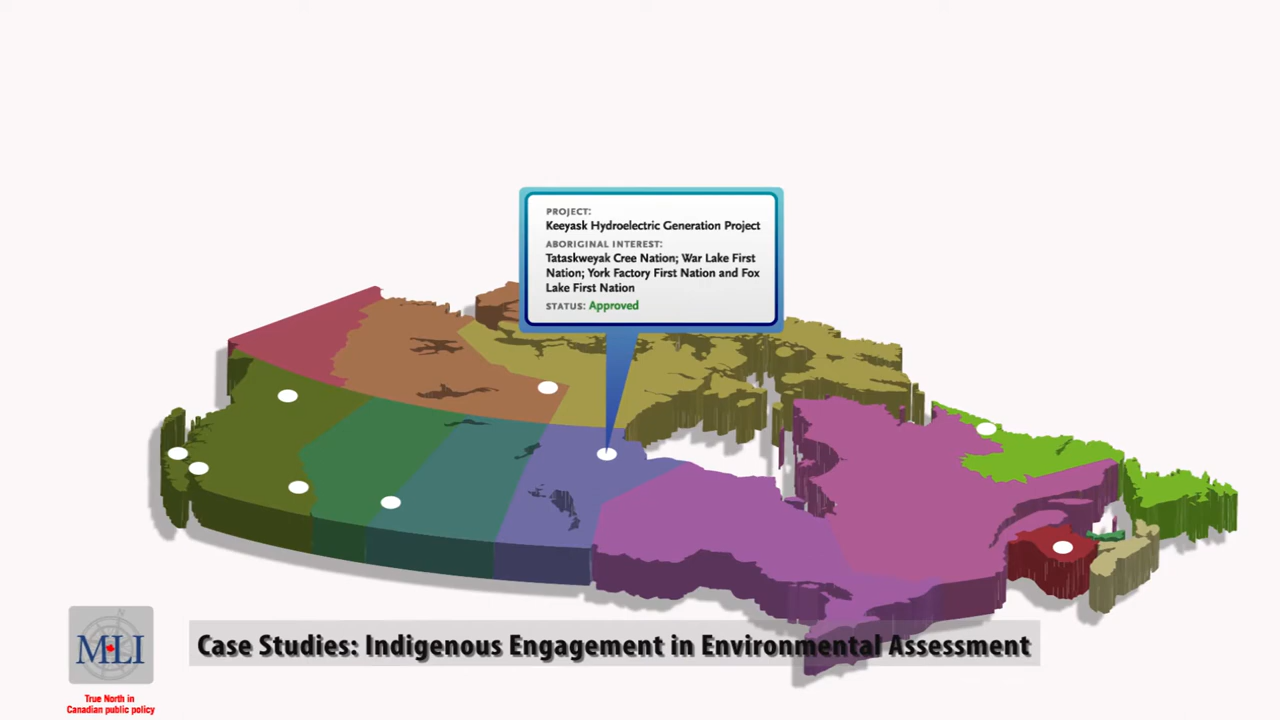 PROJECT:
Keeyask Hydroelectric Generation Project
ABORIGINAL INTEREST:
Tataskweyak Cree Nation; War Lake First
Nation; York Factory First Nation and Fox
Lake First Nation
STATUS: Approved
N
MLI
True North in
Canadian public policy
Case Studies: Indigenous Engagement in Environmental Assessment